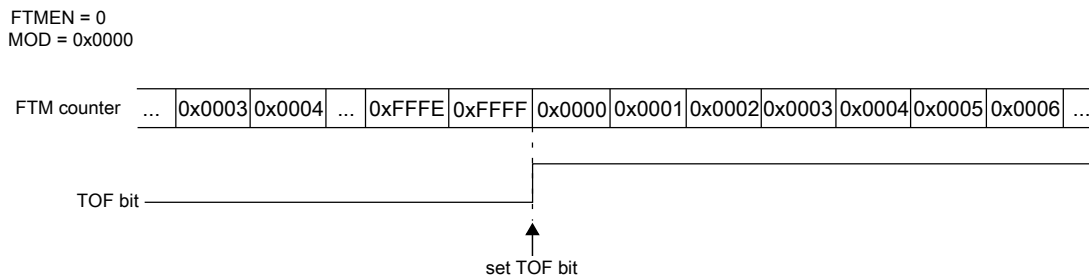 FTMEN = 0
MOD = 0x0000
FTM counter ... 0x0003 0x0004 ... 0xFFFE 0xFFFF 0x0000 0x0001 0x0002 0x0003 0x0004 0x0005 0x0006 ...
TOF bit
set TOF bit